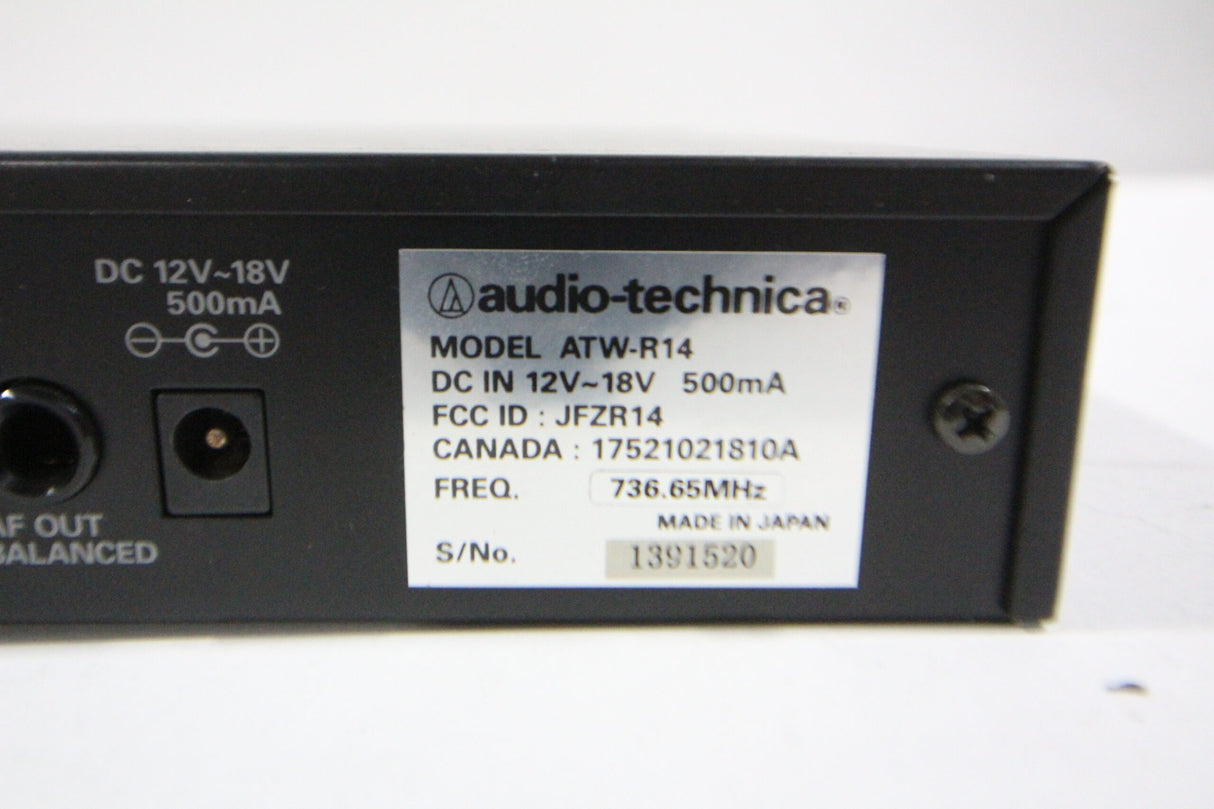 DC 12V~18V
500mA
AF OUT
BALANCED
audio-technica®
MODEL ATW-R14
DC IN 12V~18V 500mA
FCC ID : JFZR14
CANADA : 17521021810A
FREQ. 736.65MHz
MADE IN JAPAN
S/No. 1391520